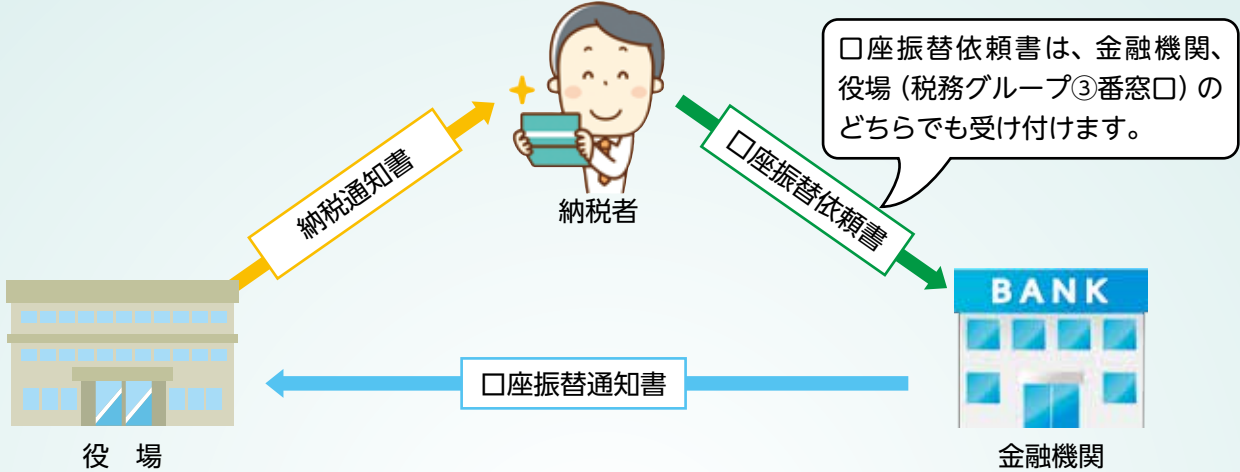 口座振替依頼書は、金融機関、
役場（税務グループ③番窓口）の
どちらでも受け付けます。
納税通知書
口座振替依頼書
納税者
BANK
口座振替通知書
役　場
金融機関